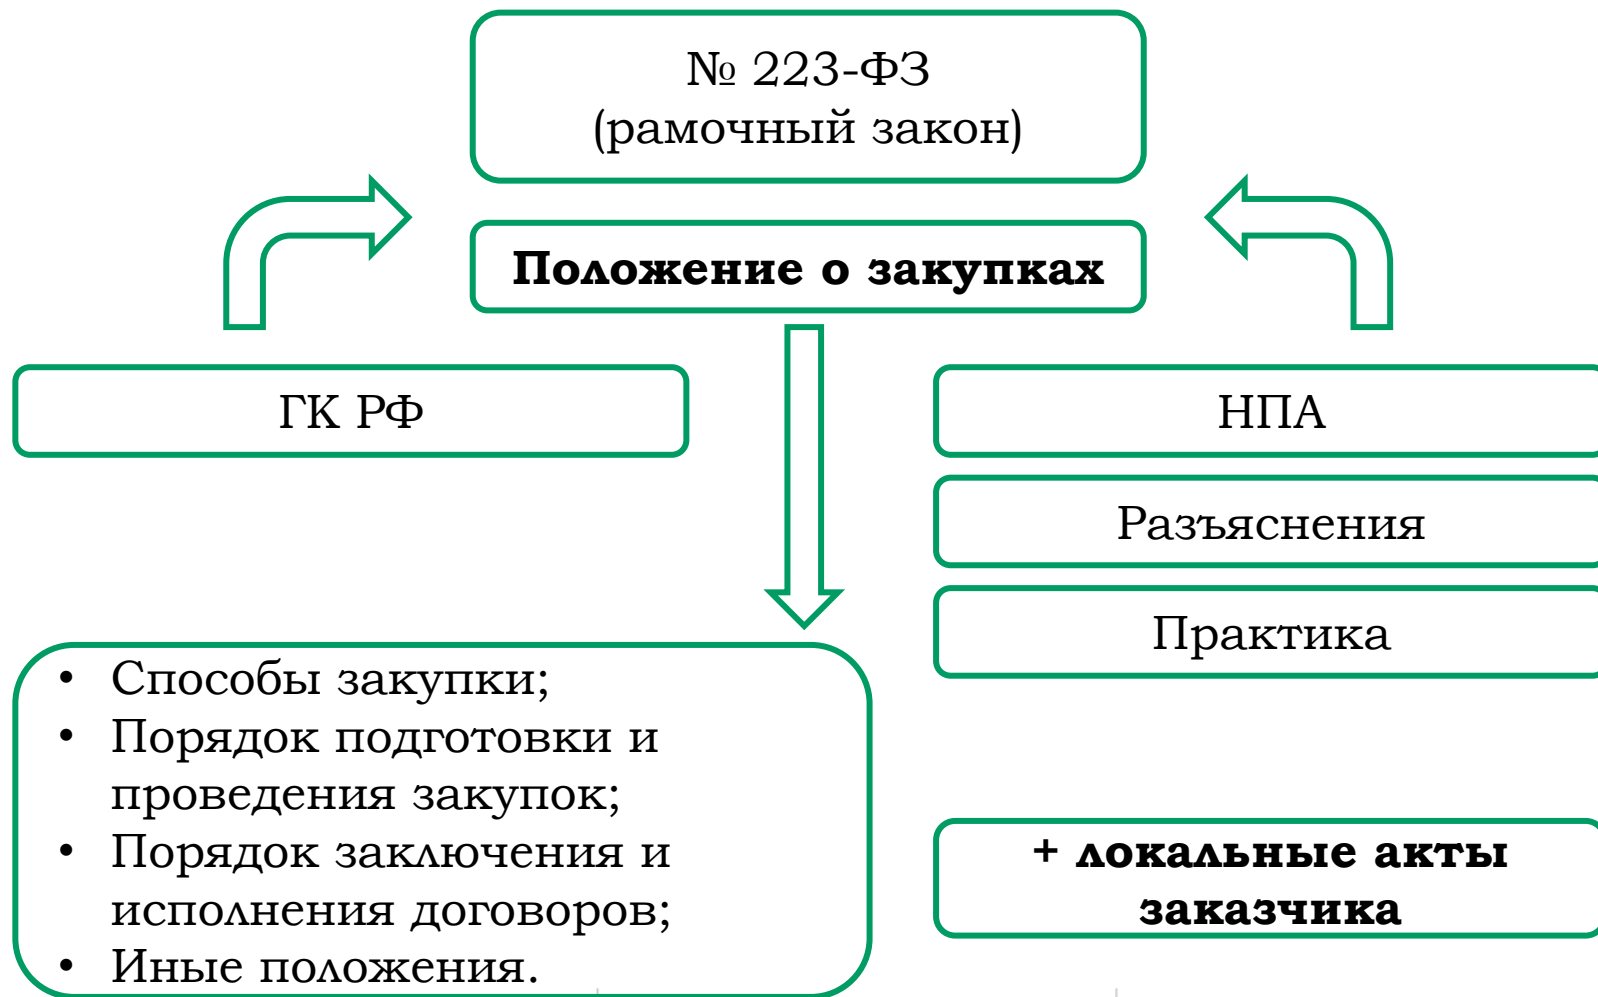 № 223-ФЗ
(рамочный закон)
Положение о закупках
ГК РФ
НПА
Разъяснения
Практика
• Способы закупки;
• Порядок подготовки и
проведения закупок;
• Порядок заключения и
исполнения договоров;
• Иные положения.
+ локальные акты
заказчика